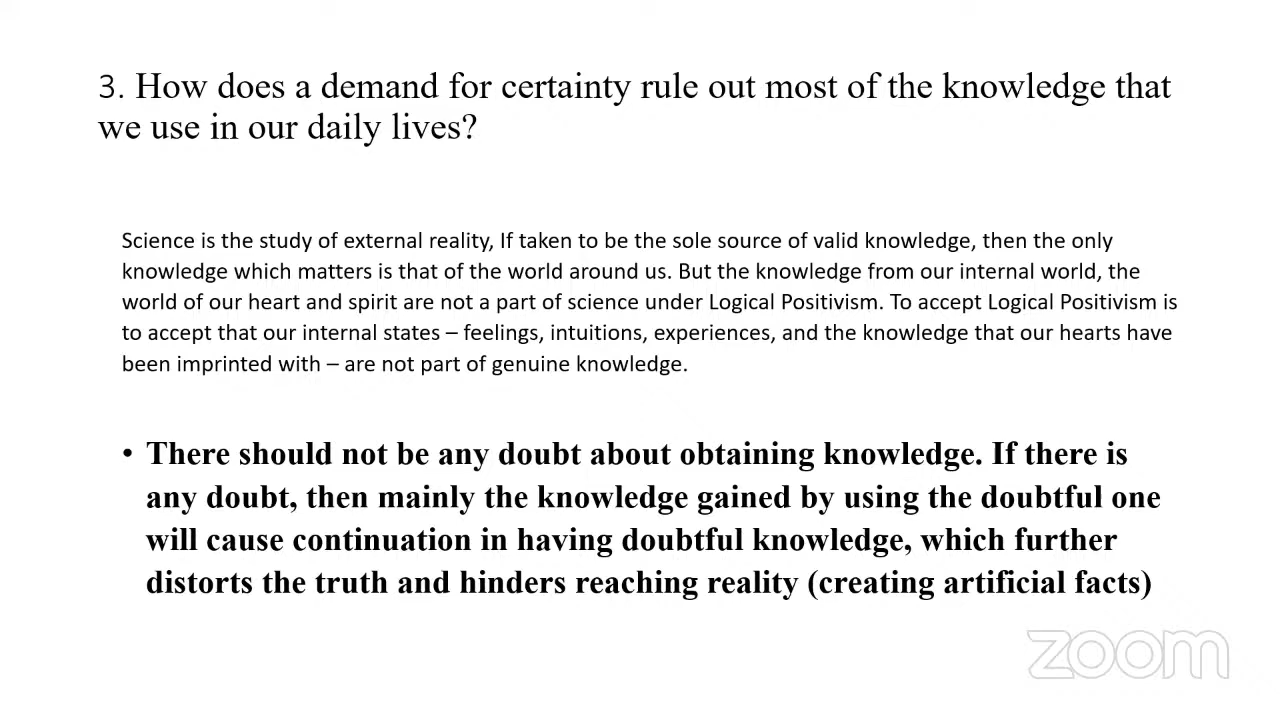 3. How does a demand for certainty rule out most of the knowledge that
we use in our daily lives?
Science is the study of external reality, If taken to be the sole source of valid knowledge, then the only
knowledge which matters is that of the world around us. But the knowledge from our internal world, the
world of our heart and spirit are not a part of science under Logical Positivism. To accept Logical Positivism is
to accept that our internal states – feelings, intuitions, experiences, and the knowledge that our hearts have
been imprinted with – are not part of genuine knowledge.
• There should not be any doubt about obtaining knowledge. If there is
any doubt, then mainly the knowledge gained by using the doubtful one
will cause continuation in having doubtful knowledge, which further
distorts the truth and hinders reaching reality (creating artificial facts)
zoom